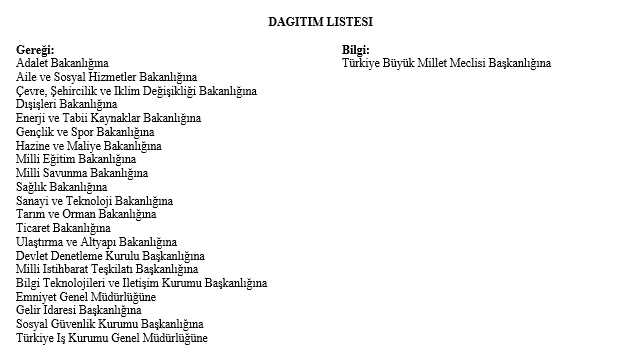 DAGITIM LISTESI
Gereği:
Adalet Bakanlığına
Aile ve Sosyal Hizmetler Bakanlığına
Çevre, Şehircilik ve Iklim Değişikliği Bakanlığına
Dışişleri Bakanlığına
Enerji ve Tabii Kaynaklar Bakanlığına
Gençlik ve Spor Bakanlığına
Hazine ve Maliye Bakanlığına
Milli Eğitim Bakanlığına
Milli Savunma Bakanlığına
Sağlık Bakanlığına
Sanayi ve Teknoloji Bakanlığına
Tarım ve Orman Bakanlığına
Ticaret Bakanlığına
Ulaştırma ve Altyapı Bakanlığına
Devlet Denetleme Kurulu Başkanlığına
Milli Istihbarat Teşkilatı Başkanlığına
Bilgi Teknolojileri ve Iletişim Kurumu Başkanlığına
Emniyet Genel Müdürlüğüne
Gelir Idaresi Başkanlığına
Sosyal Güvenlik Kurumu Başkanlığına
Türkiye Iş Kurumu Genel Müdürlüğüne
Bilgi:
Türkiye Büyük Millet Meclisi Başkanlığına